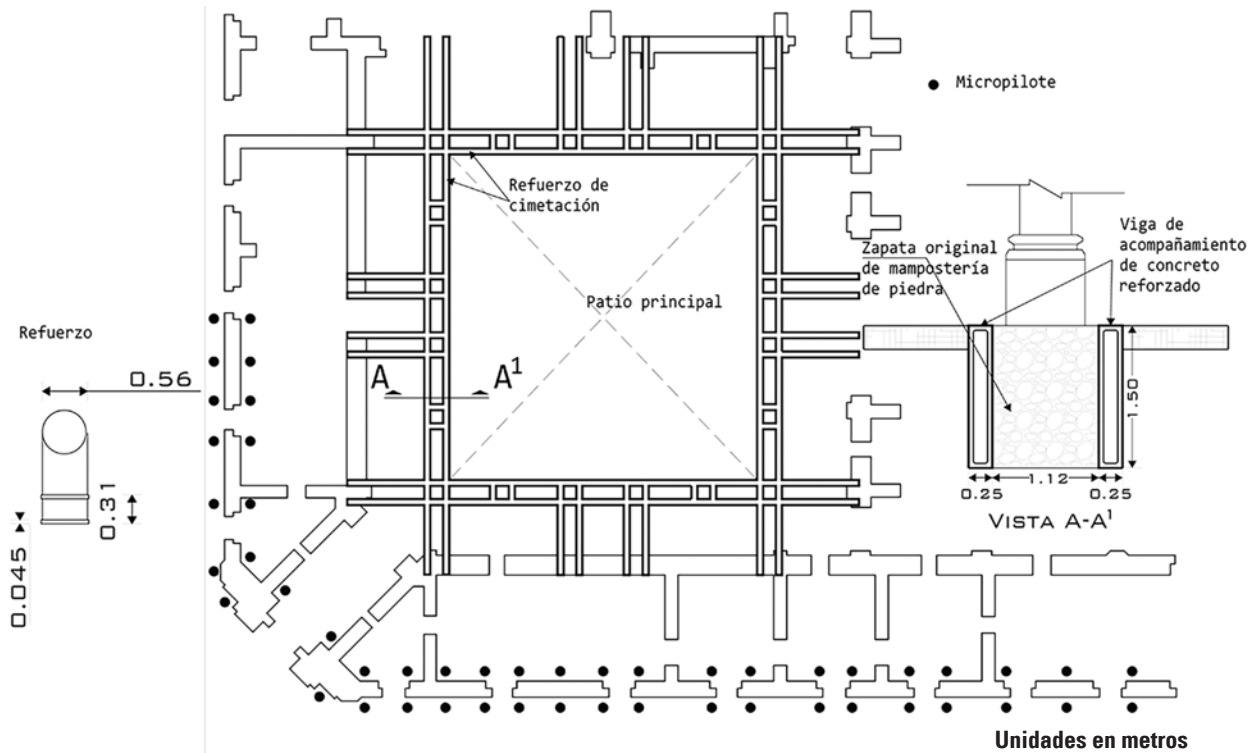 Micropilote
Refuerzo de
cimetación
Viga de
acompañamiento
de concreto
reforzado
Zapata original
de mampostería
de piedra
Patio principal
Refuerzo
0.56
A
A¹
0.31
0.045
1.50
0.25
1.12
0.25
VISTA A-A¹
Unidades en metros